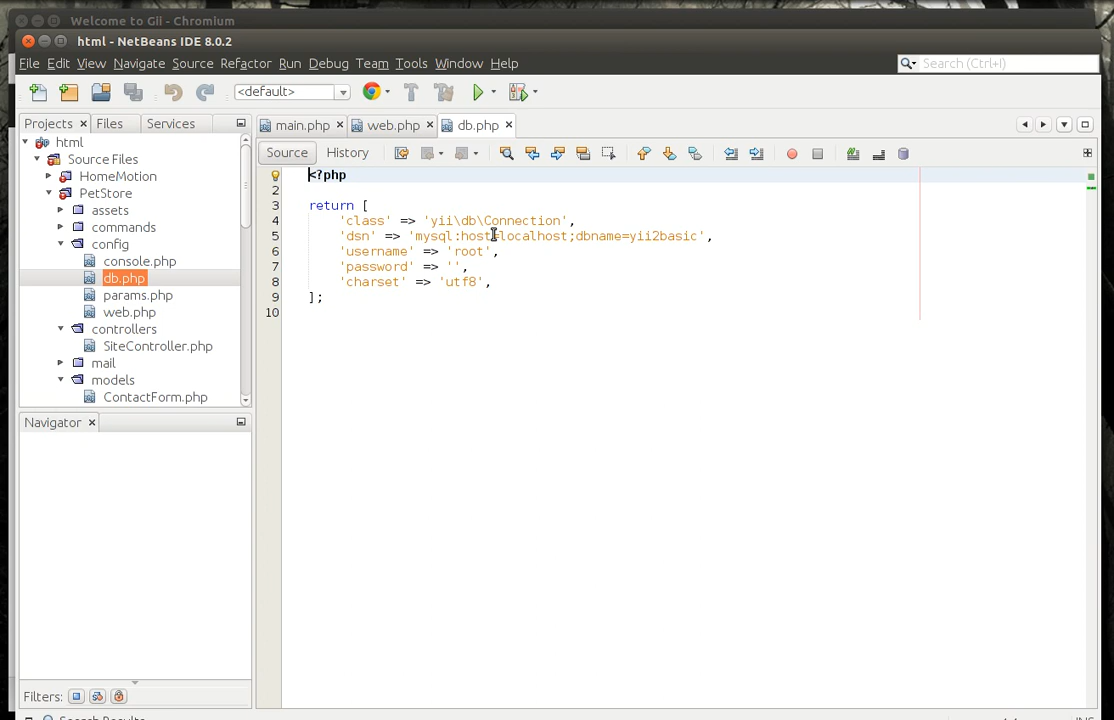 Welcome to Gii - Chromium
html - NetBeans IDE 8.0.2
File Edit View Navigate Source Refactor Run Debug Team Tools Window Help
Search (Ctrl+I)
<default>
Projects Files Services
main.php web.php db.php
Source History
html
Source Files
HomeMotion
PetStore
assets
commands
config
console.php
db.php
params.php
web.php
controllers
SiteController.php
mail
models
ContactForm.php
1 <?php
2
3 return [
4 'class' => 'yii\db\Connection',
5 'dsn' => 'mysql:host=localhost;dbname=yii2basic',
6 'username' => 'root',
7 'password' => '',
8 'charset' => 'utf8',
9 ];
10
Navigator
Filters:
Search Results
INS